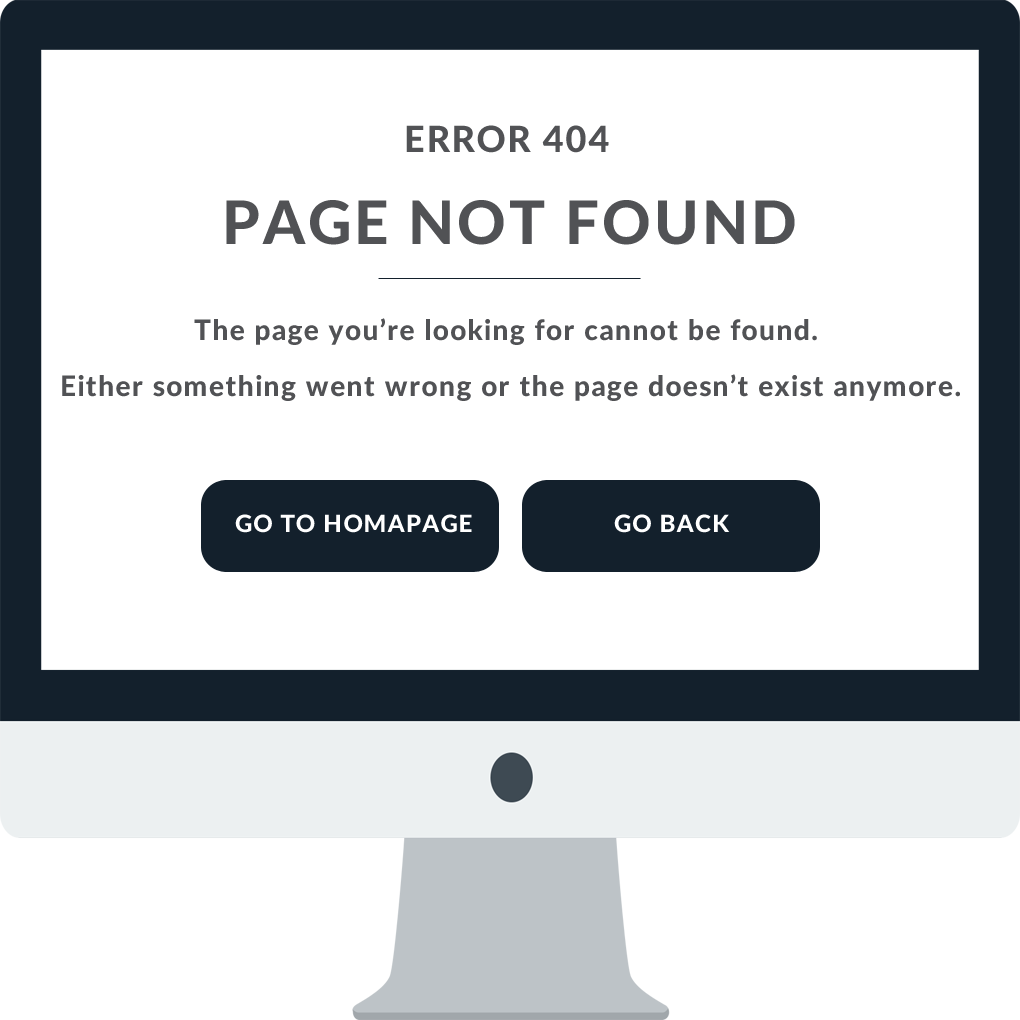 ERROR 404
PAGE NOT FOUND
The page you’re looking for cannot be found.
Either something went wrong or the page doesn’t exist anymore.
GO TO HOMAPAGE
GO BACK